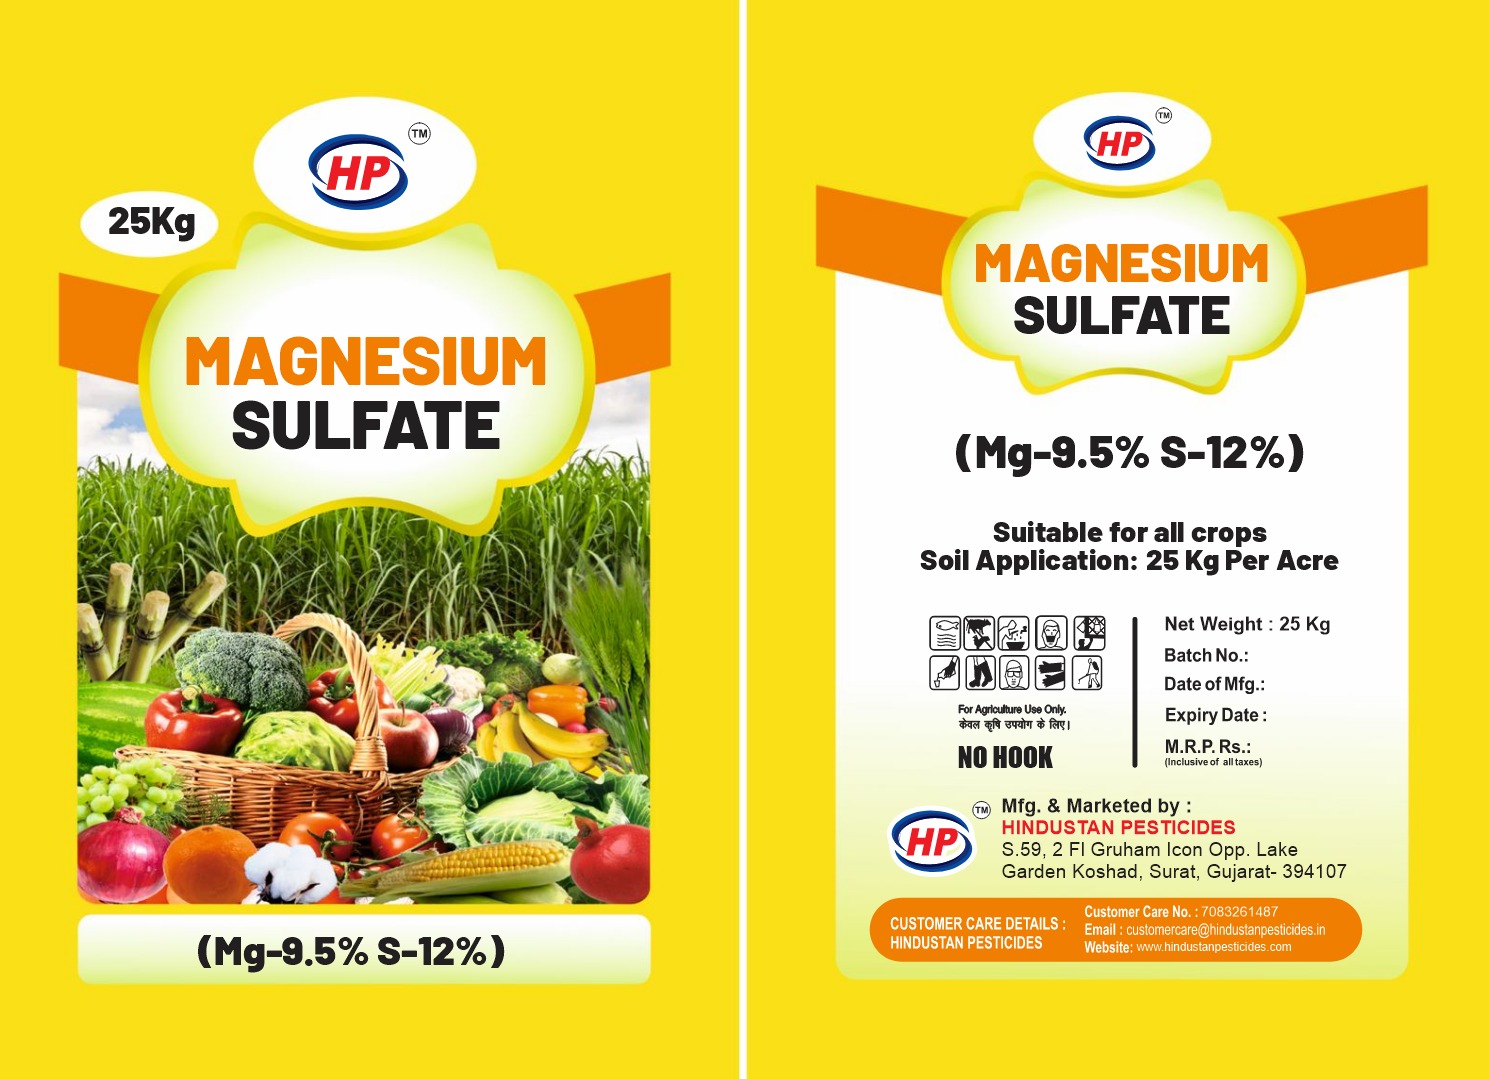 HP
TM
25Kg
MAGNESIUM
SULFATE
(Mg-9.5% S-12%)
HP
TM
MAGNESIUM
SULFATE
(Mg-9.5% S-12%)
Suitable for all crops
Soil Application: 25 Kg Per Acre
For Agriculture Use Only.
केवल कृषि उपयोग के लिए।
NO HOOK
Net Weight : 25 Kg
Batch No.:
Date of Mfg.:
Expiry Date :
M.R.P. Rs.:
(Inclusive of all taxes)
HP
TM
Mfg. & Marketed by :
HINDUSTAN PESTICIDES
S.59, 2 Fl Gruham Icon Opp. Lake
Garden Koshad, Surat, Gujarat- 394107
CUSTOMER CARE DETAILS :
HINDUSTAN PESTICIDES
Customer Care No. : 7083261487
Email : customercare@hindustanpesticides.in
Website: www.hindustanpesticides.com